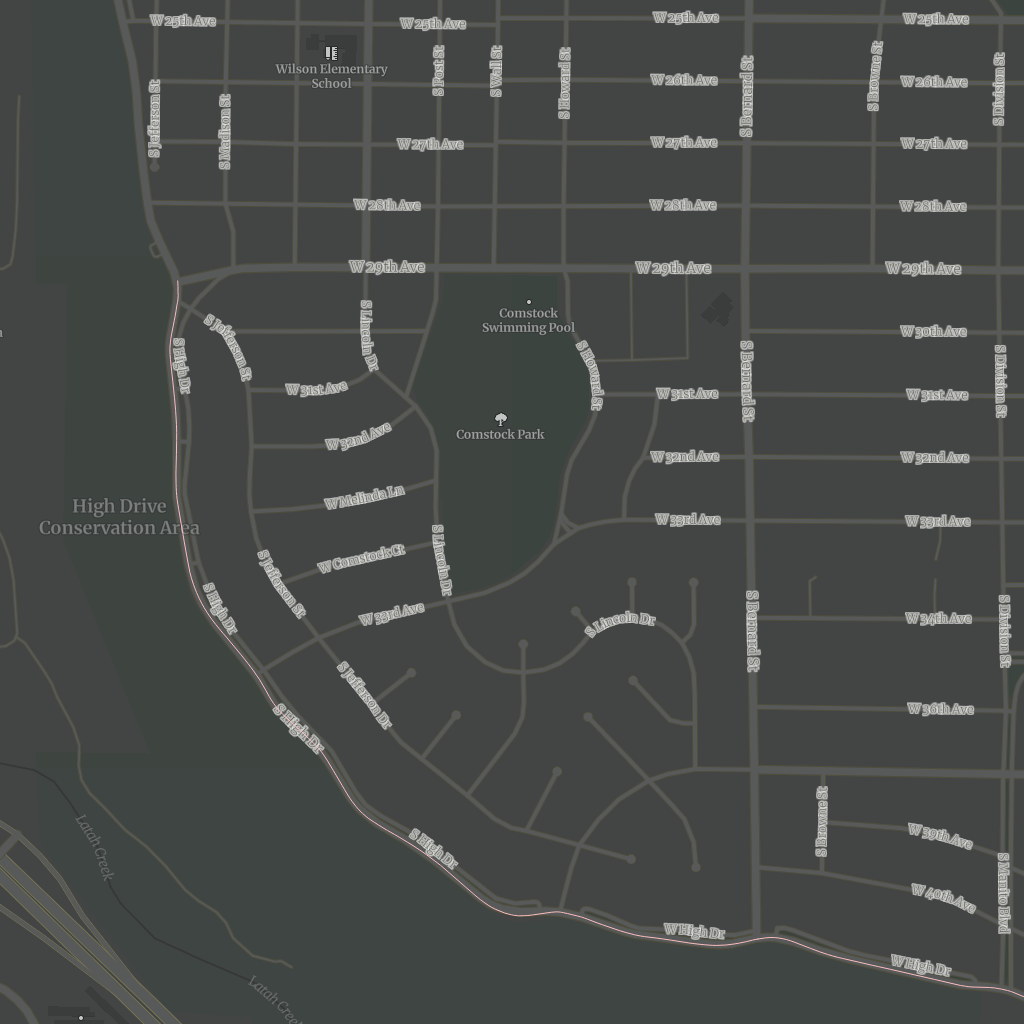 W 25th Ave
W 25th Ave
W 25th Ave
W 25th Ave
Wilson Elementary
School
S Post St
S Wall St
S Howard St
W 26th Ave
S Bernard St
S Browne St
W 26th Ave
S Division St
S Jefferson St
S Madison St
W 27th Ave
W 27th Ave
W 27th Ave
W 28th Ave
W 28th Ave
W 28th Ave
W 29th Ave
W 29th Ave
W 29th Ave
Comstock
Swimming Pool
S Jefferson St
S Lincoln Dr
W 30th Ave
S High Dr
S Howard St
S Bernard St
S Division St
W 31st Ave
W 31st Ave
W 31st Ave
Comstock Park
W 32nd Ave
W 32nd Ave
W 32nd Ave
W Melinda Ln
High Drive
Conservation Area
W 33rd Ave
W 33rd Ave
W Comstock Ct
S Lincoln Dr
S Jefferson St
S High Dr
W 33rd Ave
S Lincoln Dr
S Bernard St
W 34th Ave
S Division St
S Jefferson Dr
S High Dr
W 36th Ave
Latah Creek
S High Dr
S Browne St
W 39th Ave
W 40th Ave
S Manito Blvd
W High Dr
W High Dr
Latah Creek